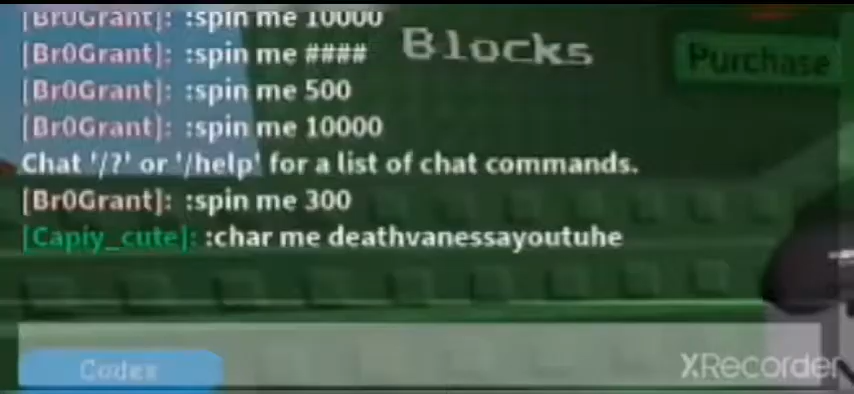 [Br0Grant]: :spin me 10000
[Br0Grant]: :spin me ####
Blocks
Purchase
[Br0Grant]: :spin me 500
[Br0Grant]: :spin me 10000
Chat '/?' or '/help' for a list of chat commands.
[Br0Grant]: :spin me 300
[Capiy_cute]: :char me deathvanessayoutuhe
Codes
XRecorder